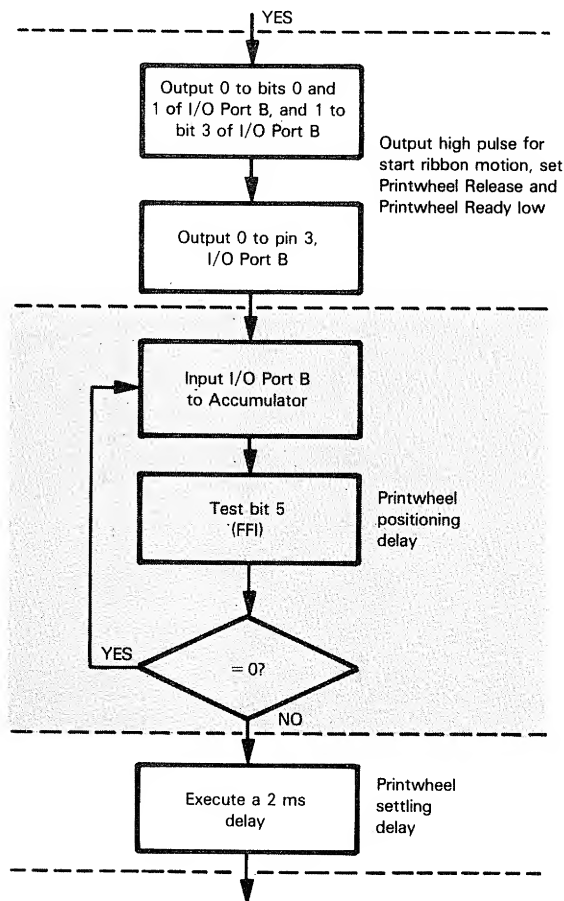 YES
Output 0 to bits 0 and
1 of I/O Port B, and 1 to
bit 3 of I/O Port B
Output high pulse for
start ribbon motion, set
Printwheel Release and
Printwheel Ready low
Output 0 to pin 3,
I/O Port B
Input I/O Port B
to Accumulator
Test bit 5
(FFI)
Printwheel
positioning
delay
YES
= 0?
NO
Execute a 2 ms
delay
Printwheel
settling
delay